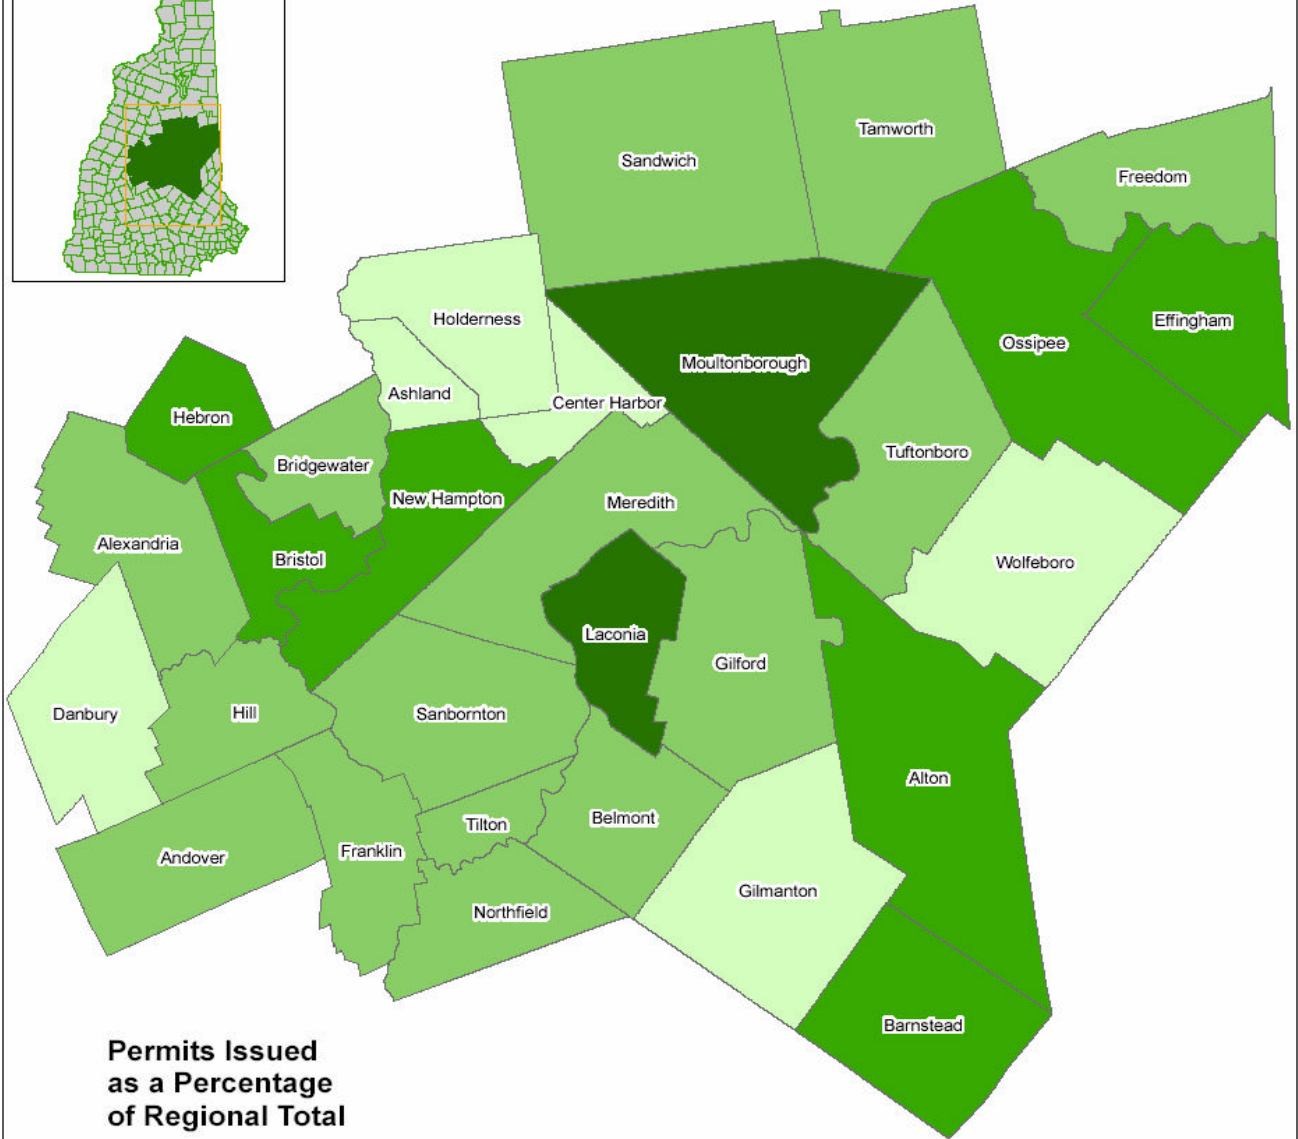 Tamworth
Sandwich
Freedom
Holderness
Effingham
Ossipee
Moultonborough
Ashland
Center Harbor
Hebron
Tuftonboro
Bridgewater
New Hampton
Meredith
Alexandria
Bristol
Wolfeboro
Laconia
Gilford
Danbury
Hill
Sanbornton
Alton
Belmont
Tilton
Franklin
Andover
Gilmanton
Northfield
Barnstead
Permits Issued
as a Percentage
of Regional Total